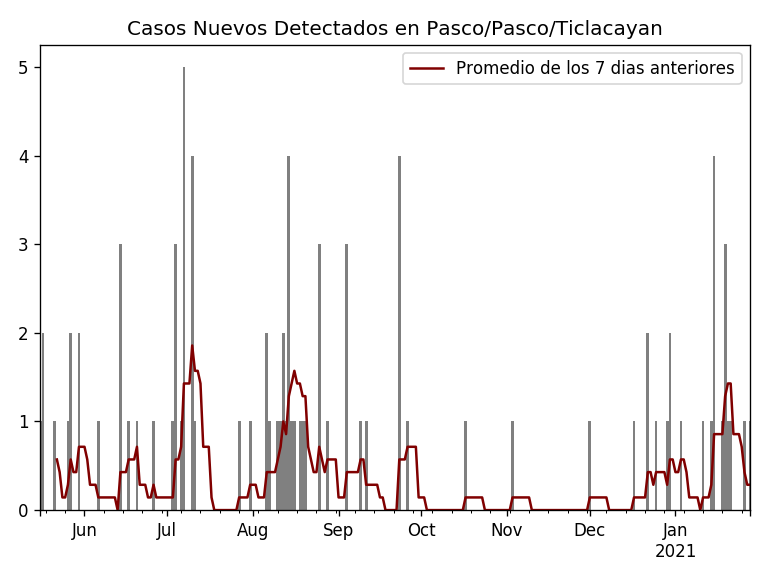 Casos Nuevos Detectados en Pasco/Pasco/Ticlacayan
Promedio de los 7 dias anteriores
5
4
3
2
1
0
Jun Jul Aug Sep Oct Nov Dec Jan
2021